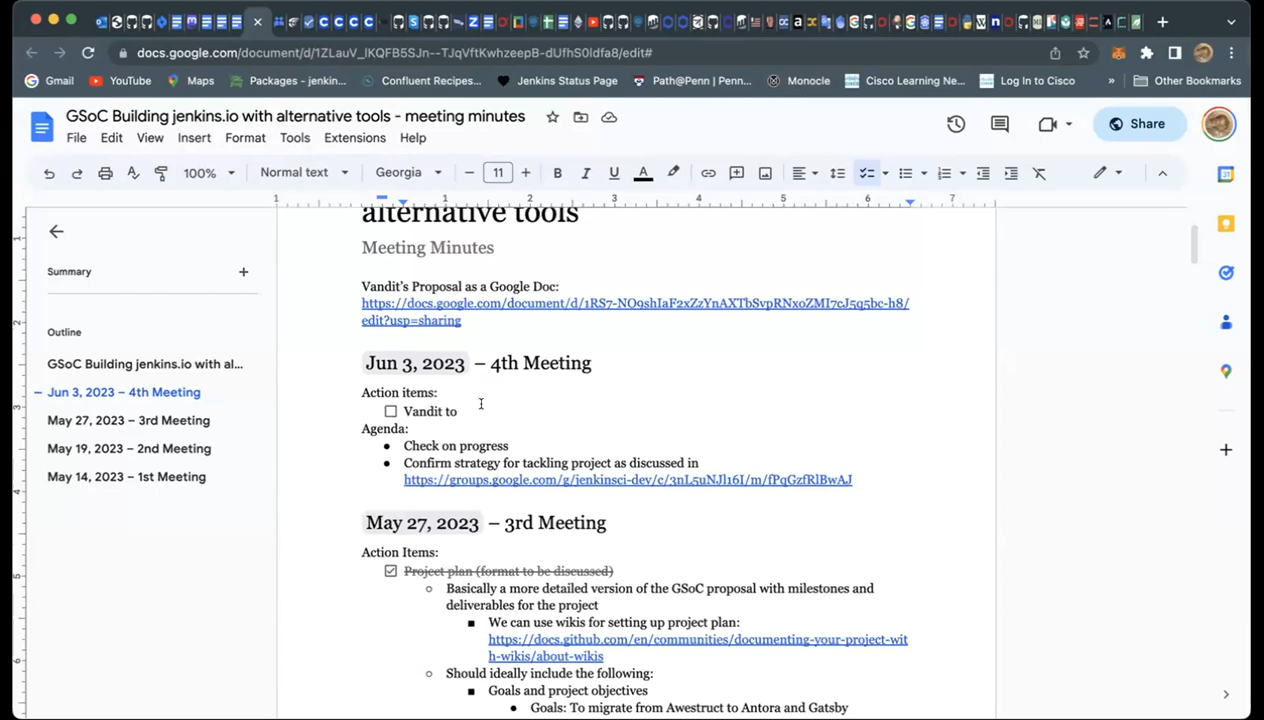 docs.google.com/document/d/1ZLauV_lKQFB5SJn--TJqVftKwhzeepB-dUfhS0ldfa8/edit#
Gmail YouTube Maps Packages - jenkin... Confluent Recipes... Jenkins Status Page Path@Penn | Penn... Monocle Cisco Learning Ne... Log In to Cisco » Other Bookmarks
GSoC Building jenkins.io with alternative tools - meeting minutes
File Edit View Insert Format Tools Extensions Help
Share
100% Normal text Georgia 11 B I U A
1 1 2 3 4 5 6 7
alternative tools
Meeting Minutes
Summary
Vandit's Proposal as a Google Doc:
https://docs.google.com/document/d/1RS7-NO9shIaF2xZzYnAXTbSvpRNxoZMI7cJ5q5bc-h8/
edit?usp=sharing
Outline
GSoC Building jenkins.io with al...
Jun 3, 2023 – 4th Meeting
May 27, 2023 – 3rd Meeting
May 19, 2023 – 2nd Meeting
May 14, 2023 – 1st Meeting
Jun 3, 2023 – 4th Meeting
Action items:
Vandit to
Agenda:
Check on progress
Confirm strategy for tackling project as discussed in
https://groups.google.com/g/jenkinsci-dev/c/3nL5uNJl16I/m/fPqGzfRlBwAJ
May 27, 2023 – 3rd Meeting
Action Items:
Project plan (format to be discussed)
Basically a more detailed version of the GSoC proposal with milestones and
deliverables for the project
We can use wikis for setting up project plan:
https://docs.github.com/en/communities/documenting-your-project-wit
h-wikis/about-wikis
Should ideally include the following:
Goals and project objectives
Goals: To migrate from Awestruct to Antora and Gatsby